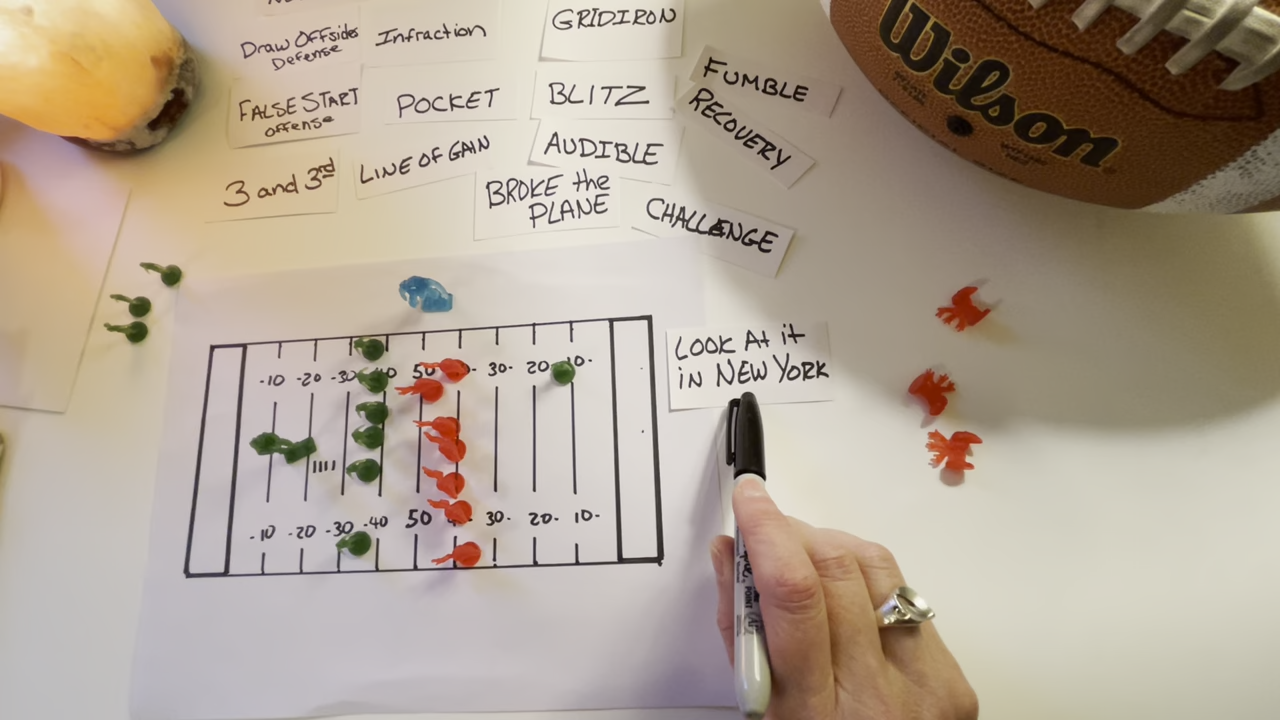 Draw Offsides
Defense
Infraction
GRIDIRON
FALSE START
offense
POCKET
BLITZ
FUMBLE
RECOVERY
3 and 3rd
LINE OF GAIN
AUDIBLE
BROKE the
PLANE
CHALLENGE
Wilson
LOOK At it
IN NEW YORK
-10 -20 -30 40 50 30- 20 10-
-10 -20 -30 -40 50 30- 20- 10-
POINT